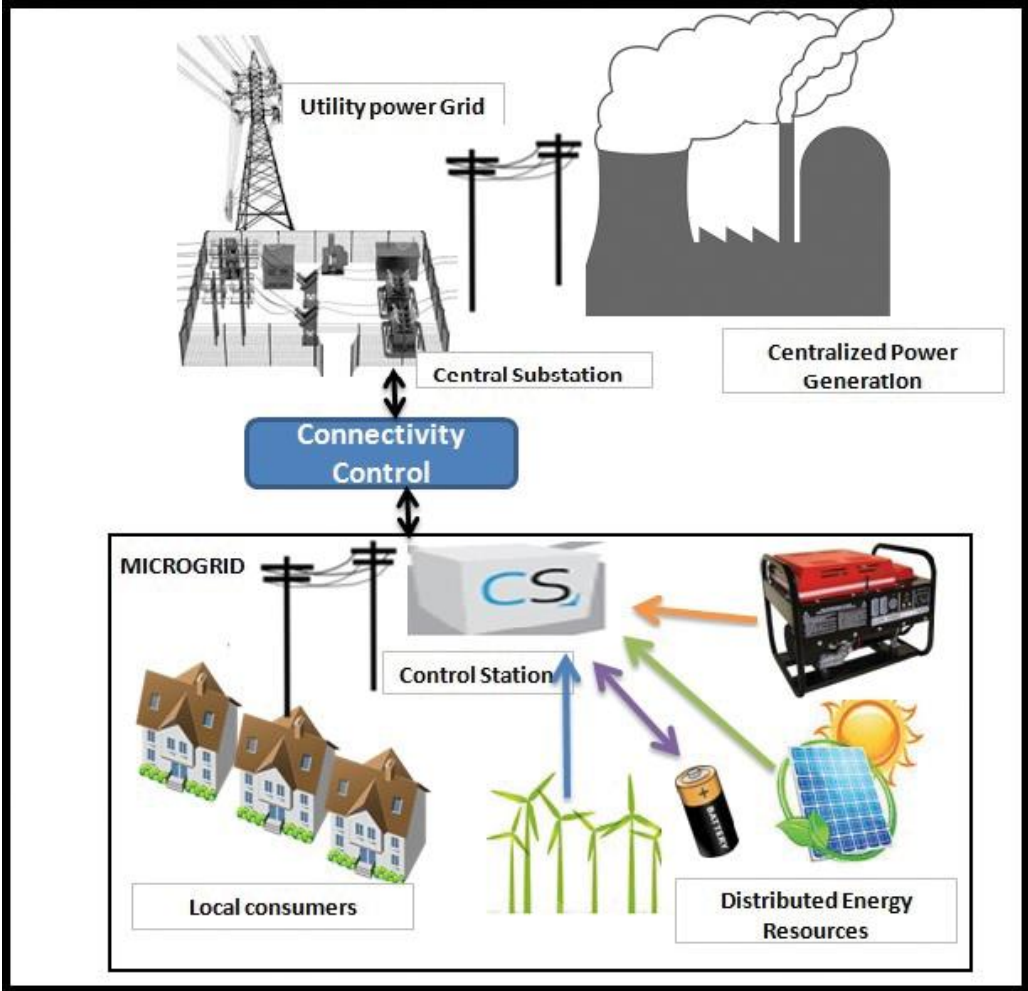 Utility power Grid
Centralized Power
Generation
Central Substation
Connectivity
Control
MICROGRID
CS
Control Station
BATTERY
Local consumers
Distributed Energy
Resources